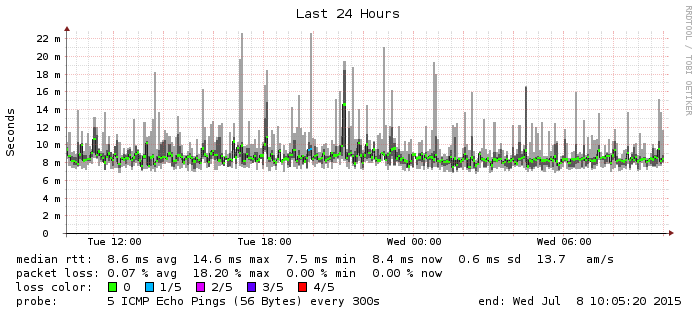 Last 24 Hours
RRDTOOL / TOBI OETIKER
Seconds
22 m
20 m
18 m
16 m
14 m
12 m
10 m
8 m
6 m
4 m
2 m
0
Tue 12:00 Tue 18:00 Wed 00:00 Wed 06:00
median rtt: 8.6 ms avg 14.6 ms max 7.5 ms min 8.4 ms now 0.6 ms sd 13.7 am/s
packet loss: 0.07 % avg 18.20 % max 0.00 % min 0.00 % now
loss color: 0 1/5 2/5 3/5 4/5
probe: 5 ICMP Echo Pings (56 Bytes) every 300s end: Wed Jul 8 10:05:20 2015